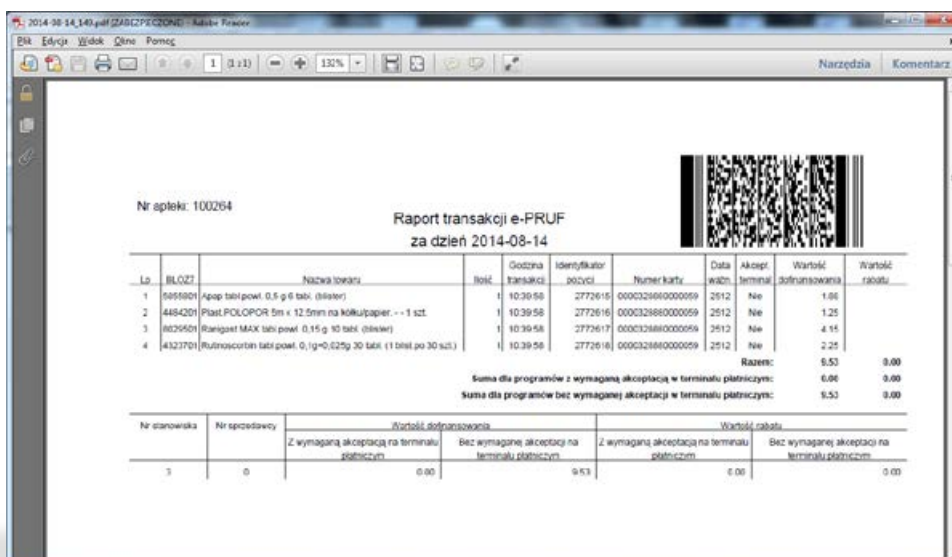 2014-08-14_149.pdf (ZABEZPIECZONE) - Adobe Reader
Plik Edycja Widok Okno Pomoc
1 (1 z 1) 132% Narzędzia Komentarz
Nr apteki: 100264
Raport transakcji e-PRUF
za dzień 2014-08-14
Lp BLOZ7 Nazwa towaru Ilość Godzina transakcji Identyfikator pozycji Numer karty Data ważn. Akcept. terminal Wartość dofinansowania Wartość rabatu
1 Apap tabl.powl. 0,5 g 6 tabl. (blister) 1 10:39:58 2772615 0000328880000059 2512 Nie
2 4484201 Plast.POLOPOR 5m x 12.5mm na kółku/papier. - - 1 szt. 1 10:39:58 2772616 0000328880000059 2512 Nie 1.25
3 8029501 Ranigast MAX tabl.powl. 0,15 g 10 tabl. (blister) 1 10:39:58 2772617 0000328880000059 2512 Nie 4.15
4 4323701 Rutinoscorbin tabl.powl. 0,1g+0,025g 30 tabl. (1 blist.po 30 szt.) 1 10:39:58 2772618 0000328880000059 2512 Nie 2.25
Razem: 9.53 0.00
Suma dla programów z wymaganą akceptacją w terminalu płatniczym: 0.00 0.00
Suma dla programów bez wymaganej akceptacji w terminalu płatniczym: 9.53 0.00
Nr stanowiska Nr sprzedawcy Wartość dofinansowania Wartość rabatu
Z wymaganą akceptacją na terminalu płatniczym Bez wymaganej akceptacji na terminalu płatniczym Z wymaganą akceptacją na terminalu płatniczym Bez wymaganej akceptacji na terminalu płatniczym
3 0 0.00 9.53 0.00 0.00